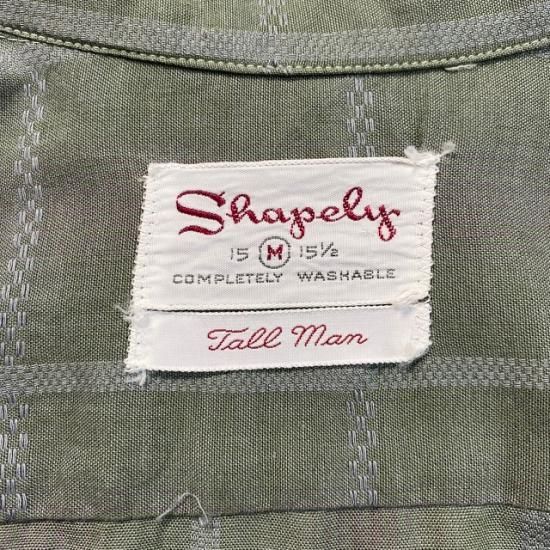 Shapely
15 M 15½
COMPLETELY WASHABLE
Tall Man